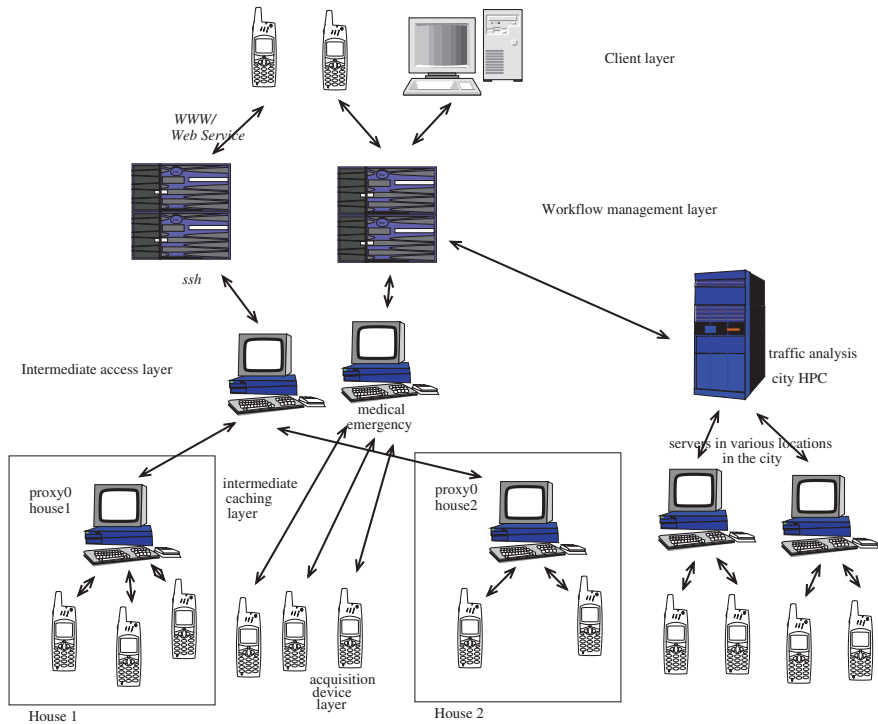 Client layer
WWW/
Web Service
Workflow management layer
ssh
traffic analysis
city HPC
Intermediate access layer
medical
emergency
servers in various locations
in the city
proxy0
house1
intermediate
caching
layer
proxy0
house2
acquisition
device
layer
House 1
House 2